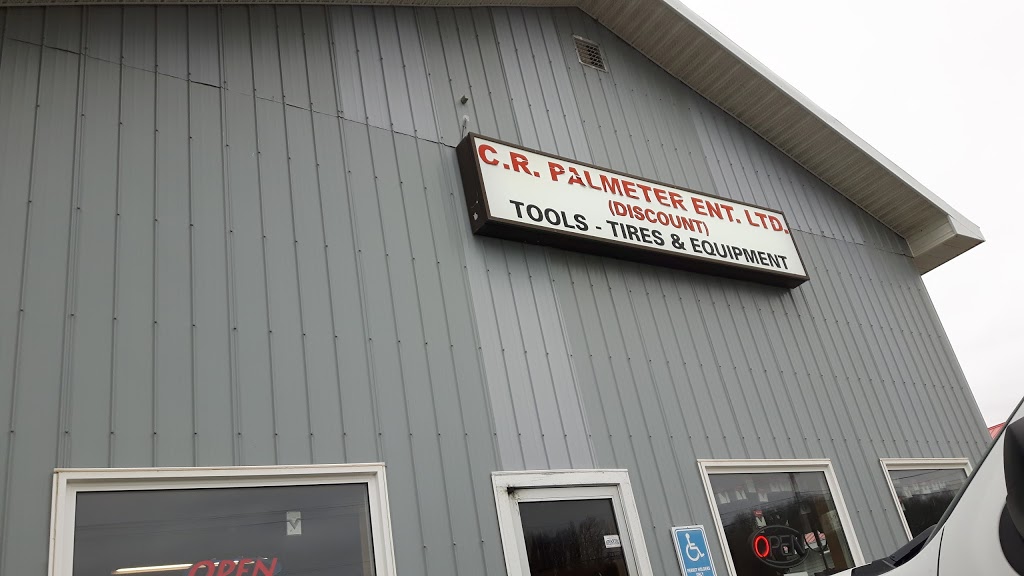 C.R. PALMETER ENT. LTD.
(DISCOUNT)
TOOLS - TIRES & EQUIPMENT
OPEN
OPEN